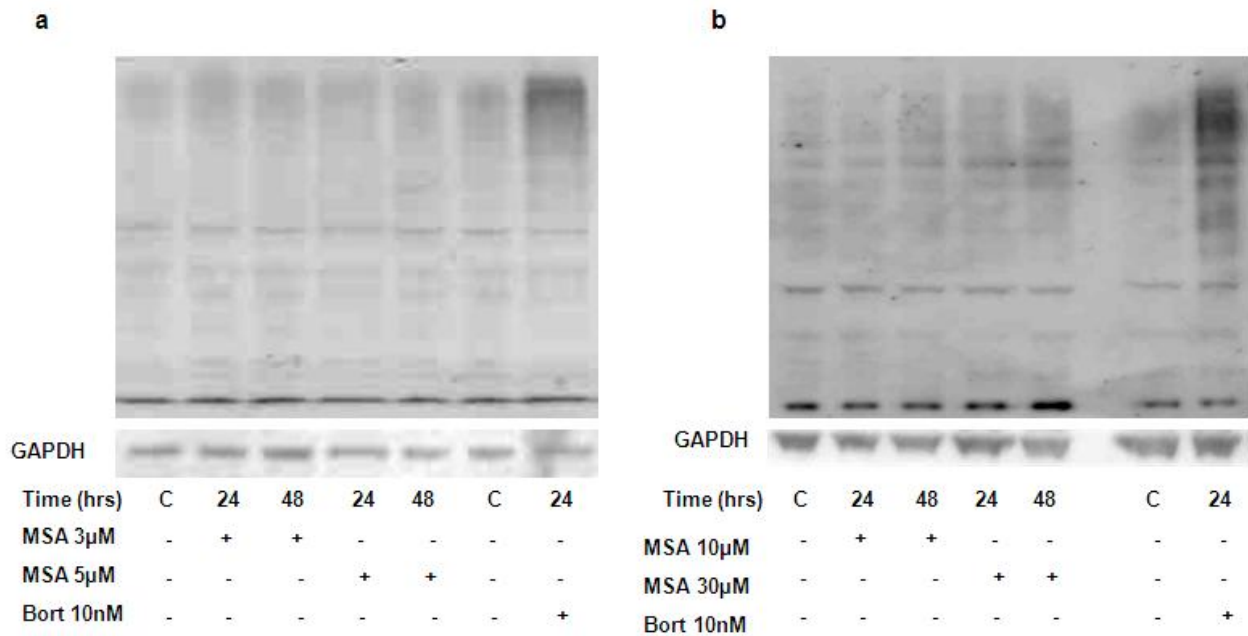 a
GAPDH
Time (hrs) C 24 48 24 48 C 24
MSA 3µM - + + - - - -
MSA 5µM - - - + + - -
Bort 10nM - - - - - - +
b
GAPDH
Time (hrs) C 24 48 24 48 C 24
MSA 10µM - + + - - - -
MSA 30µM - - - + + - -
Bort 10nM - - - - - - +